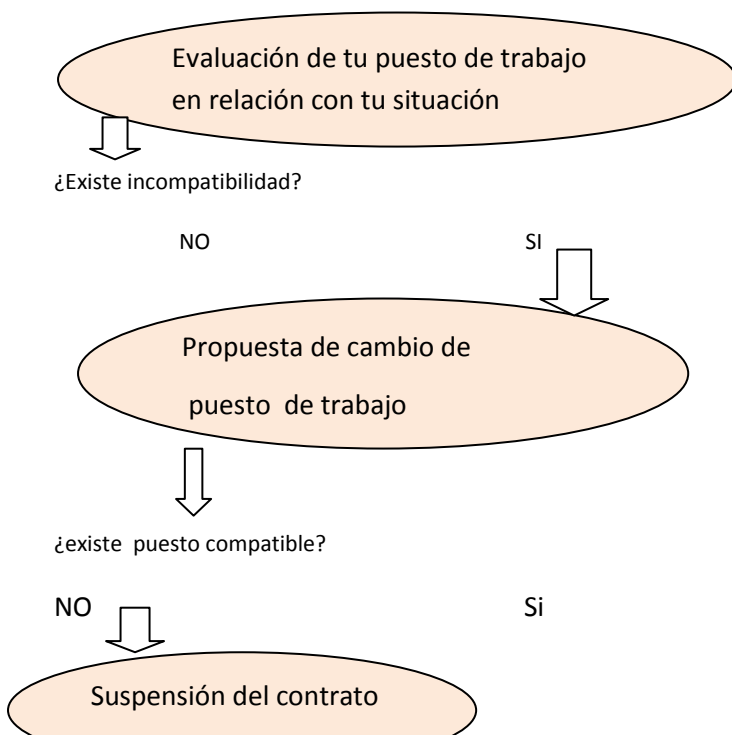 Evaluación de tu puesto de trabajo
en relación con tu situación
¿Existe incompatibilidad?
NO SI
Propuesta de cambio de
puesto de trabajo
¿existe puesto compatible?
NO Si
Suspensión del contrato